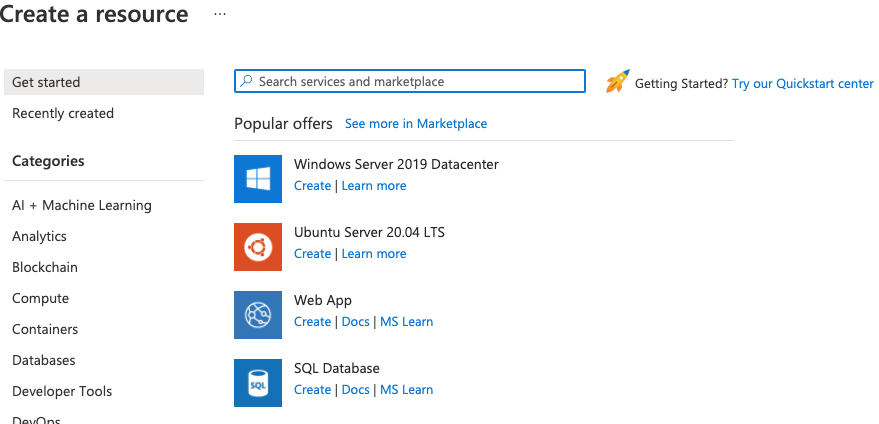 Create a resource ...
Get started
Recently created
Categories
AI + Machine Learning
Analytics
Blockchain
Compute
Containers
Databases
Developer Tools
DevOps
Search services and marketplace
Getting Started? Try our Quickstart center
Popular offers See more in Marketplace
Windows Server 2019 Datacenter
Create | Learn more
Ubuntu Server 20.04 LTS
Create | Learn more
Web App
Create | Docs | MS Learn
SQL Database
SQL
Create | Docs | MS Learn